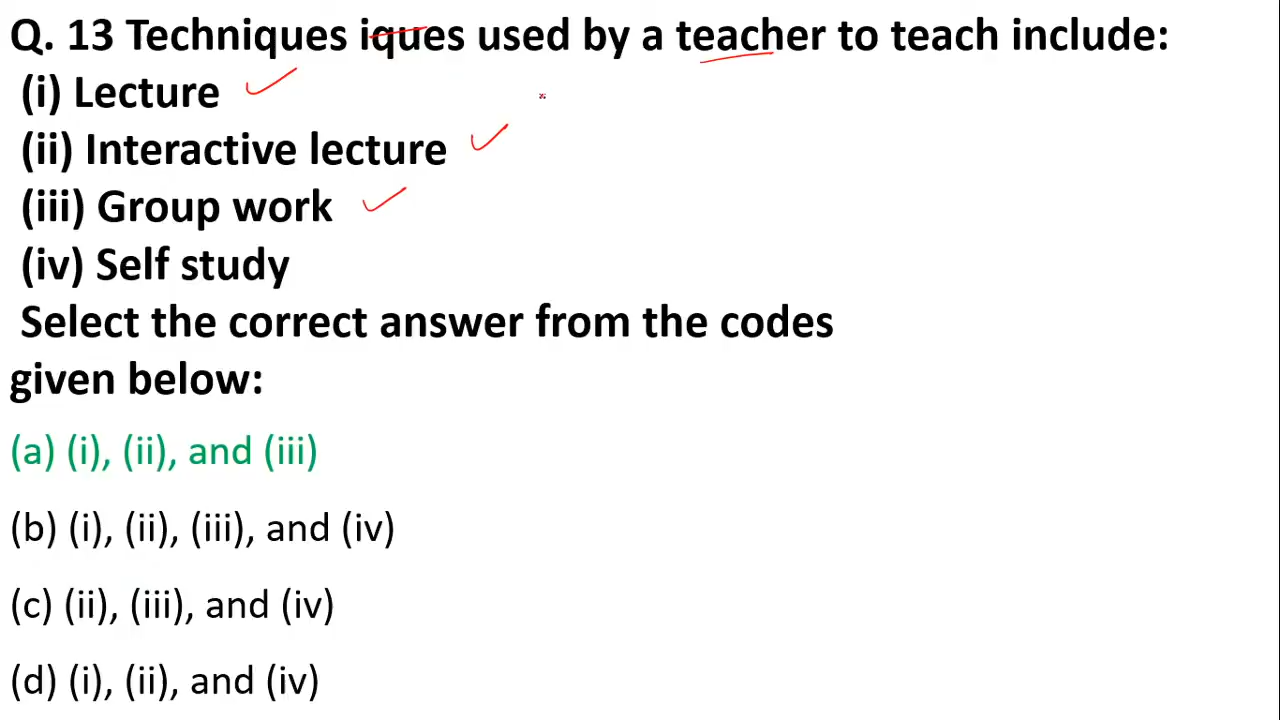 Q. 13 Techniques iques used by a teacher to teach include:
(i) Lecture
(ii) Interactive lecture
(iii) Group work
(iv) Self study
Select the correct answer from the codes
given below:
(a) (i), (ii), and (iii)
(b) (i), (ii), (iii), and (iv)
(c) (ii), (iii), and (iv)
(d) (i), (ii), and (iv)